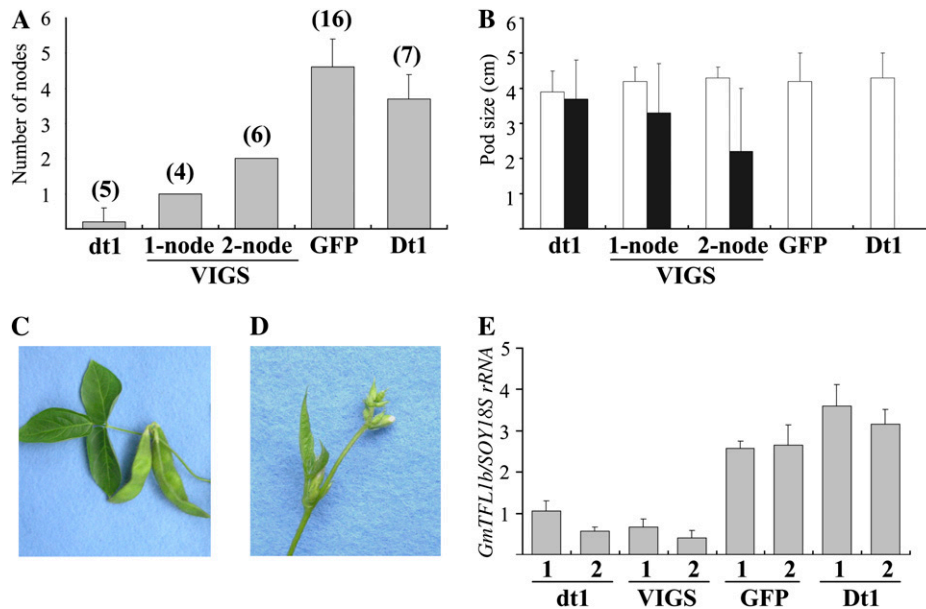 A
Number of nodes
6
5
4
3
2
1
(5)
(4)
(6)
(16)
(7)
dt1
1-node
2-node
GFP
Dt1
VIGS
B
Pod size (cm)
6
5
4
3
2
1
dt1
1-node
2-node
GFP
Dt1
VIGS
C
D
E
GmTFL1b/SOY18S rRNA
5
4
3
2
1
1 2 1 2 1 2 1 2
dt1 VIGS GFP Dt1